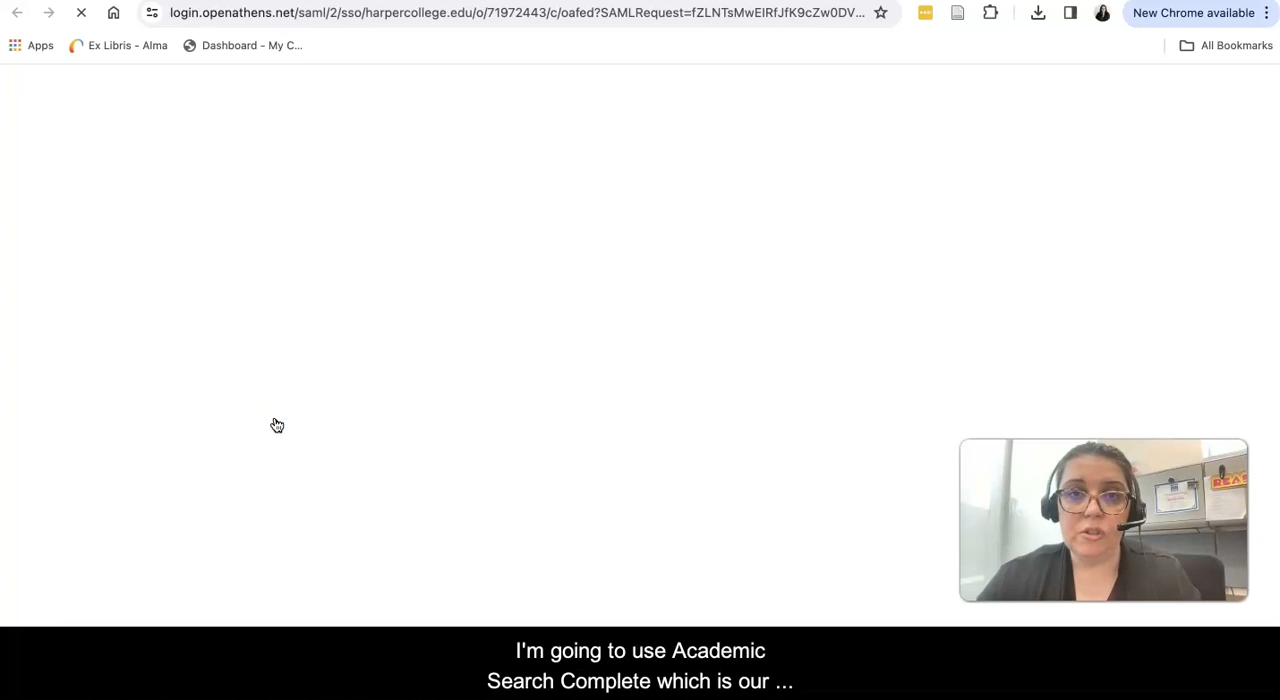 login.openathens.net/saml/2/sso/harpercollege.edu/o/71972443/c/oafed?SAMLRequest=fZLNTsMwEIRfJfK9cZw0DV...
New Chrome available
Apps
Ex Libris - Alma
Dashboard - My C...
All Bookmarks
I'm going to use Academic
Search Complete which is our ...